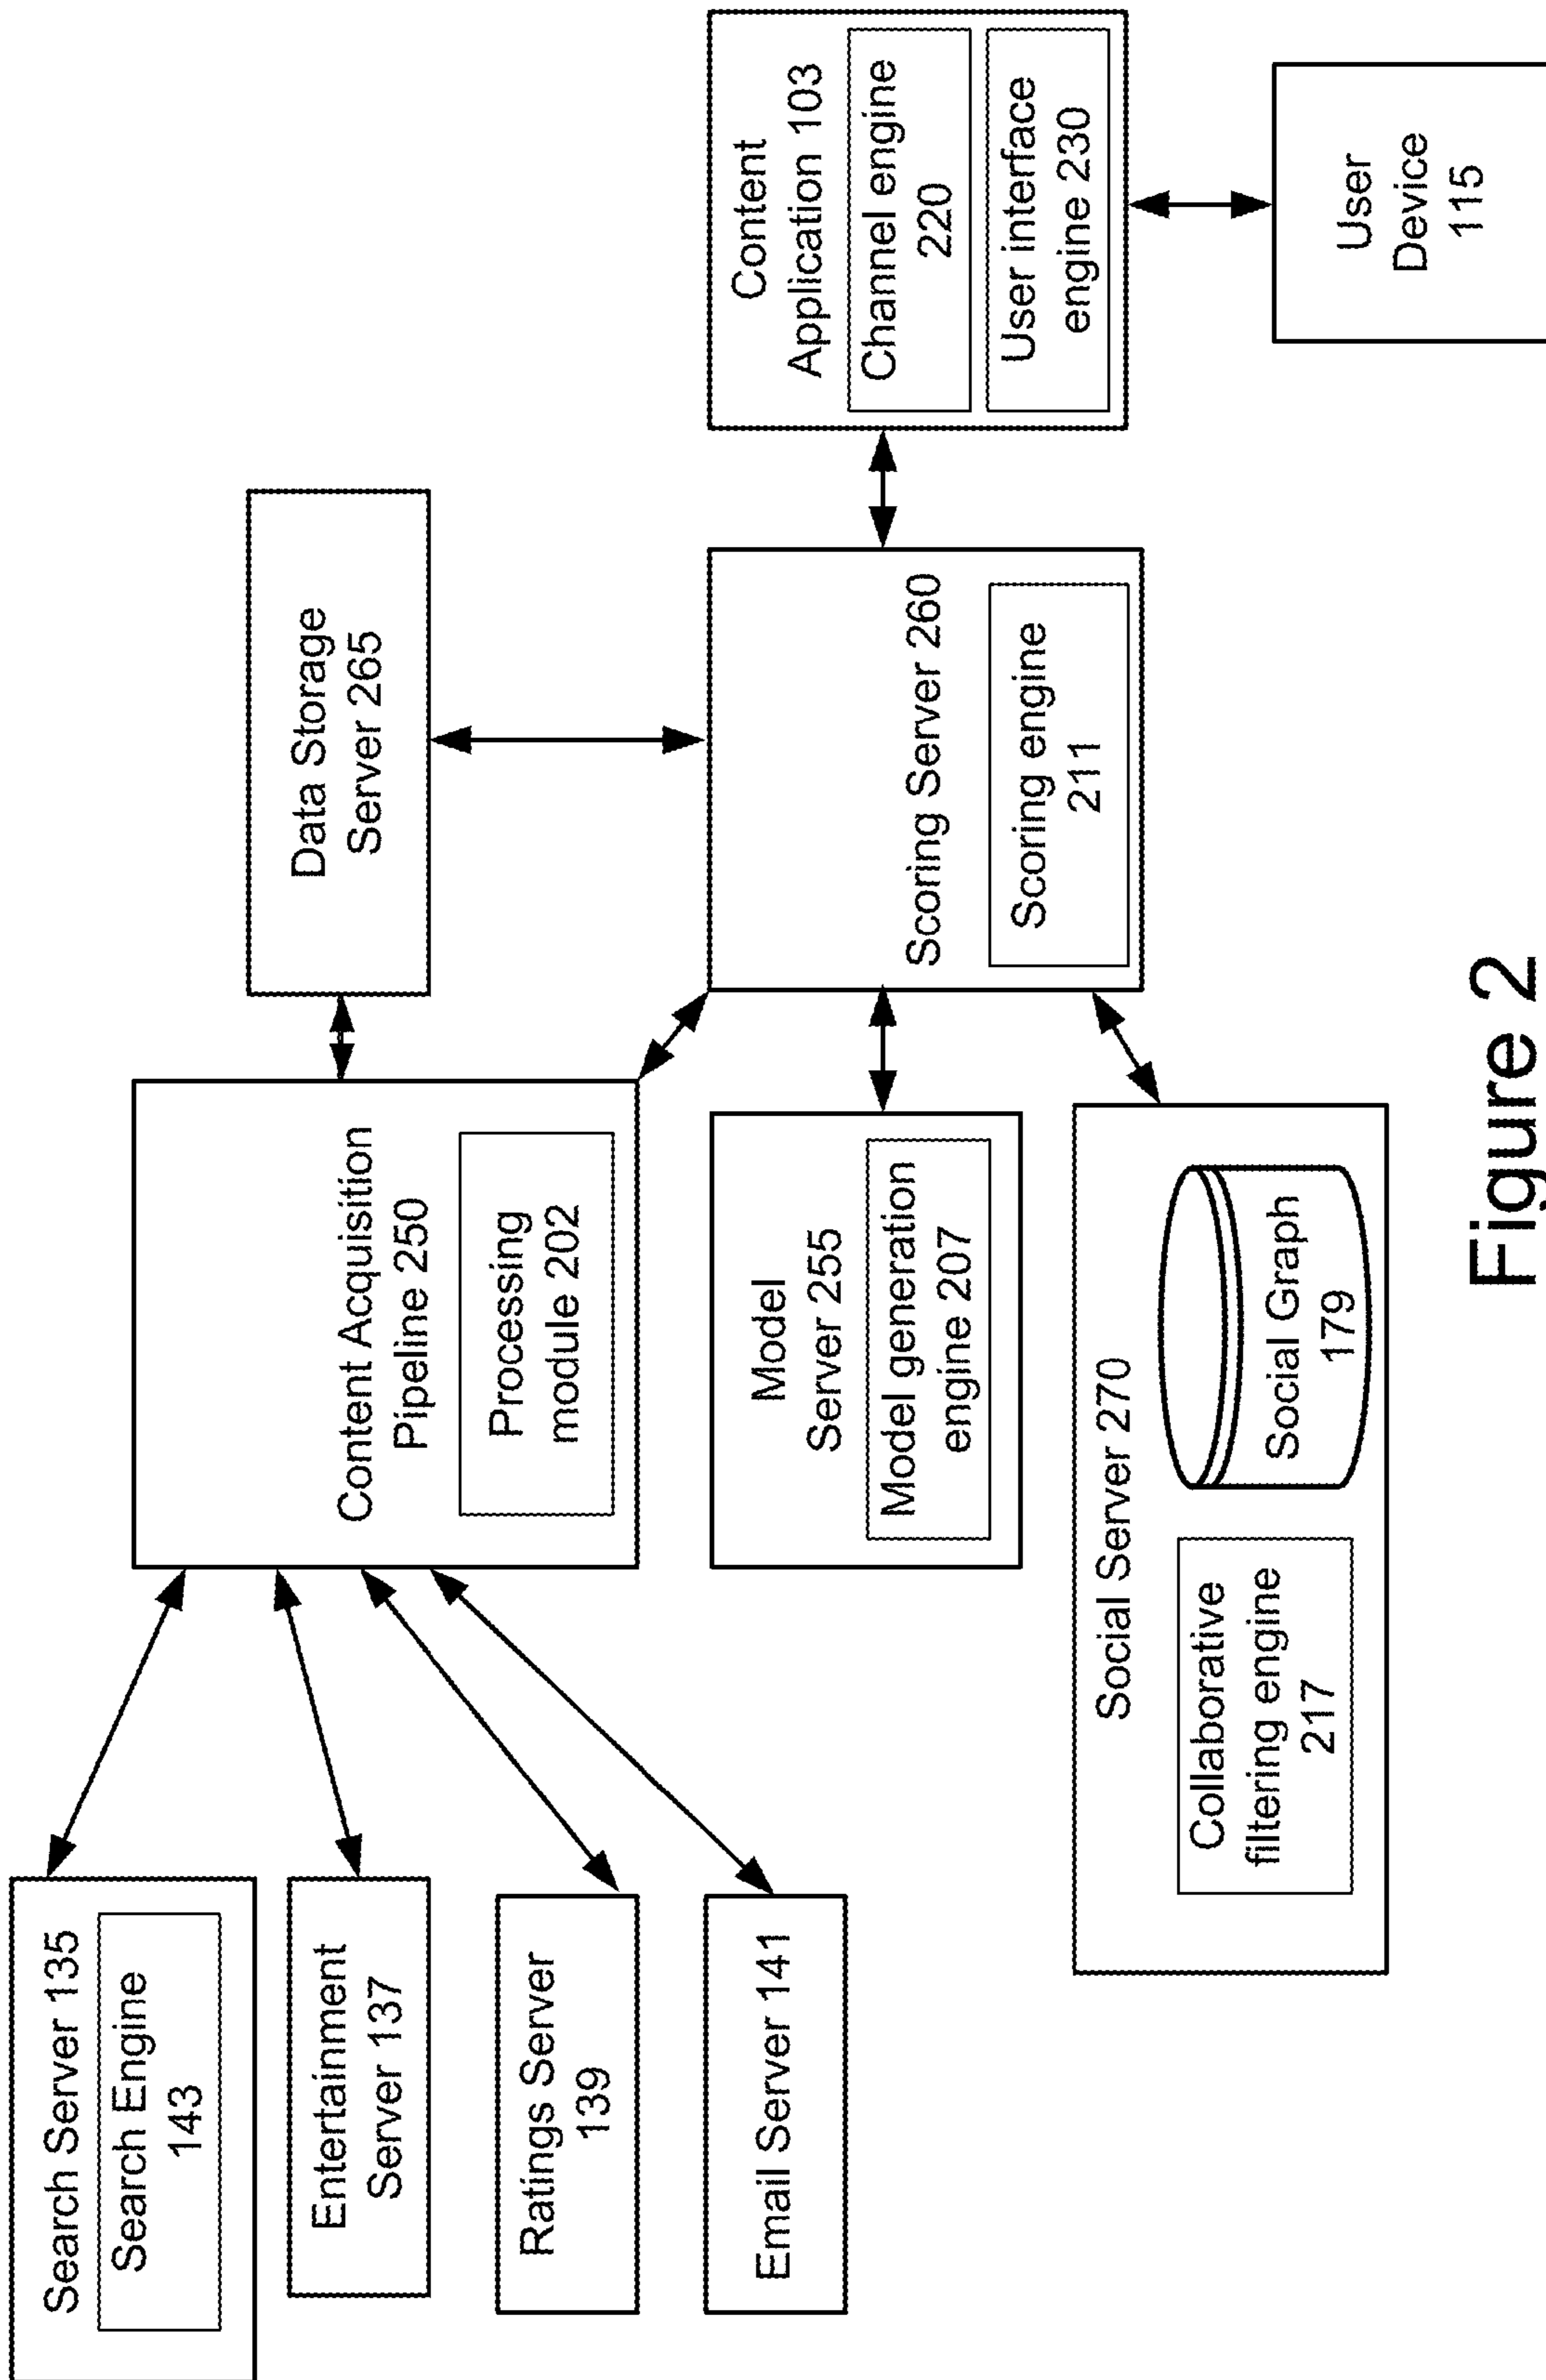 Search Server 135
Search Engine
143
Entertainment
Server 137
Ratings Server
139
Email Server 141
Content Acquisition
Pipeline 250
Processing
module 202
Model
Server 255
Model generation
engine 207
Social Server 270
Collaborative
filtering engine
217
Social Graph
179
Data Storage
Server 265
Scoring Server 260
Scoring engine
211
Content
Application 103
Channel engine
220
User interface
engine 230
User
Device
115
Figure 2